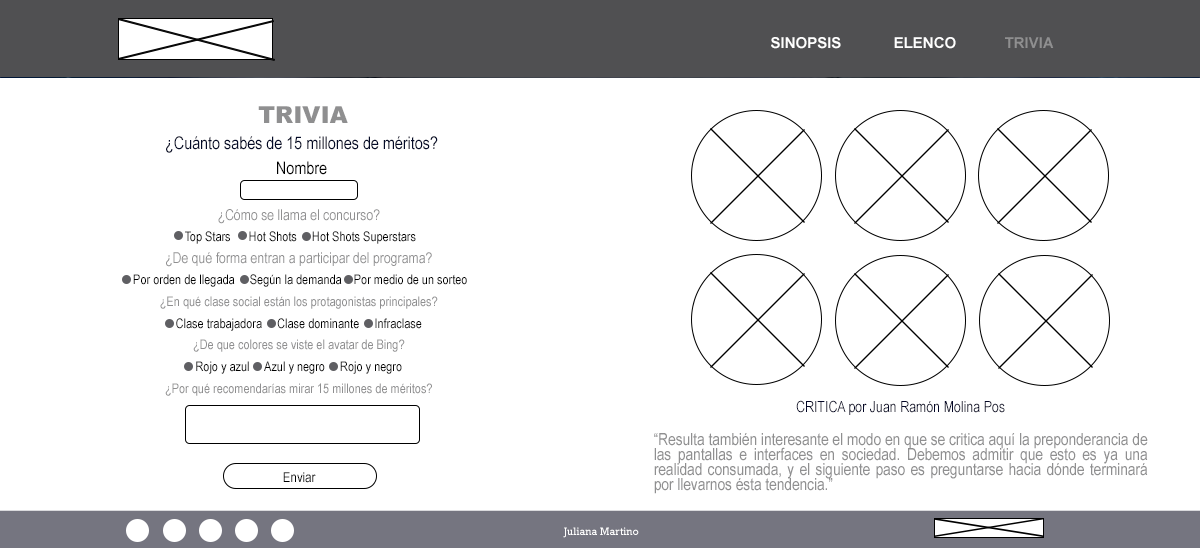 SINOPSIS ELENCO TRIVIA
TRIVIA
¿Cuánto sabés de 15 millones de méritos?
Nombre
¿Cómo se llama el concurso?
Top Stars Hot Shots Hot Shots Superstars
¿De qué forma entran a participar del programa?
Por orden de llegada Según la demanda Por medio de un sorteo
¿En qué clase social están los protagonistas principales?
Clase trabajadora Clase dominante Infraclase
¿De que colores se viste el avatar de Bing?
Rojo y azul Azul y negro Rojo y negro
¿Por qué recomendarías mirar 15 millones de méritos?
Enviar
CRITICA por Juan Ramón Molina Pos
“Resulta también interesante el modo en que se critica aquí la preponderancia de
las pantallas e interfaces en sociedad. Debemos admitir que esto es ya una
realidad consumada, y el siguiente paso es preguntarse hacia dónde terminará
por llevarnos ésta tendencia.”
Juliana Martino